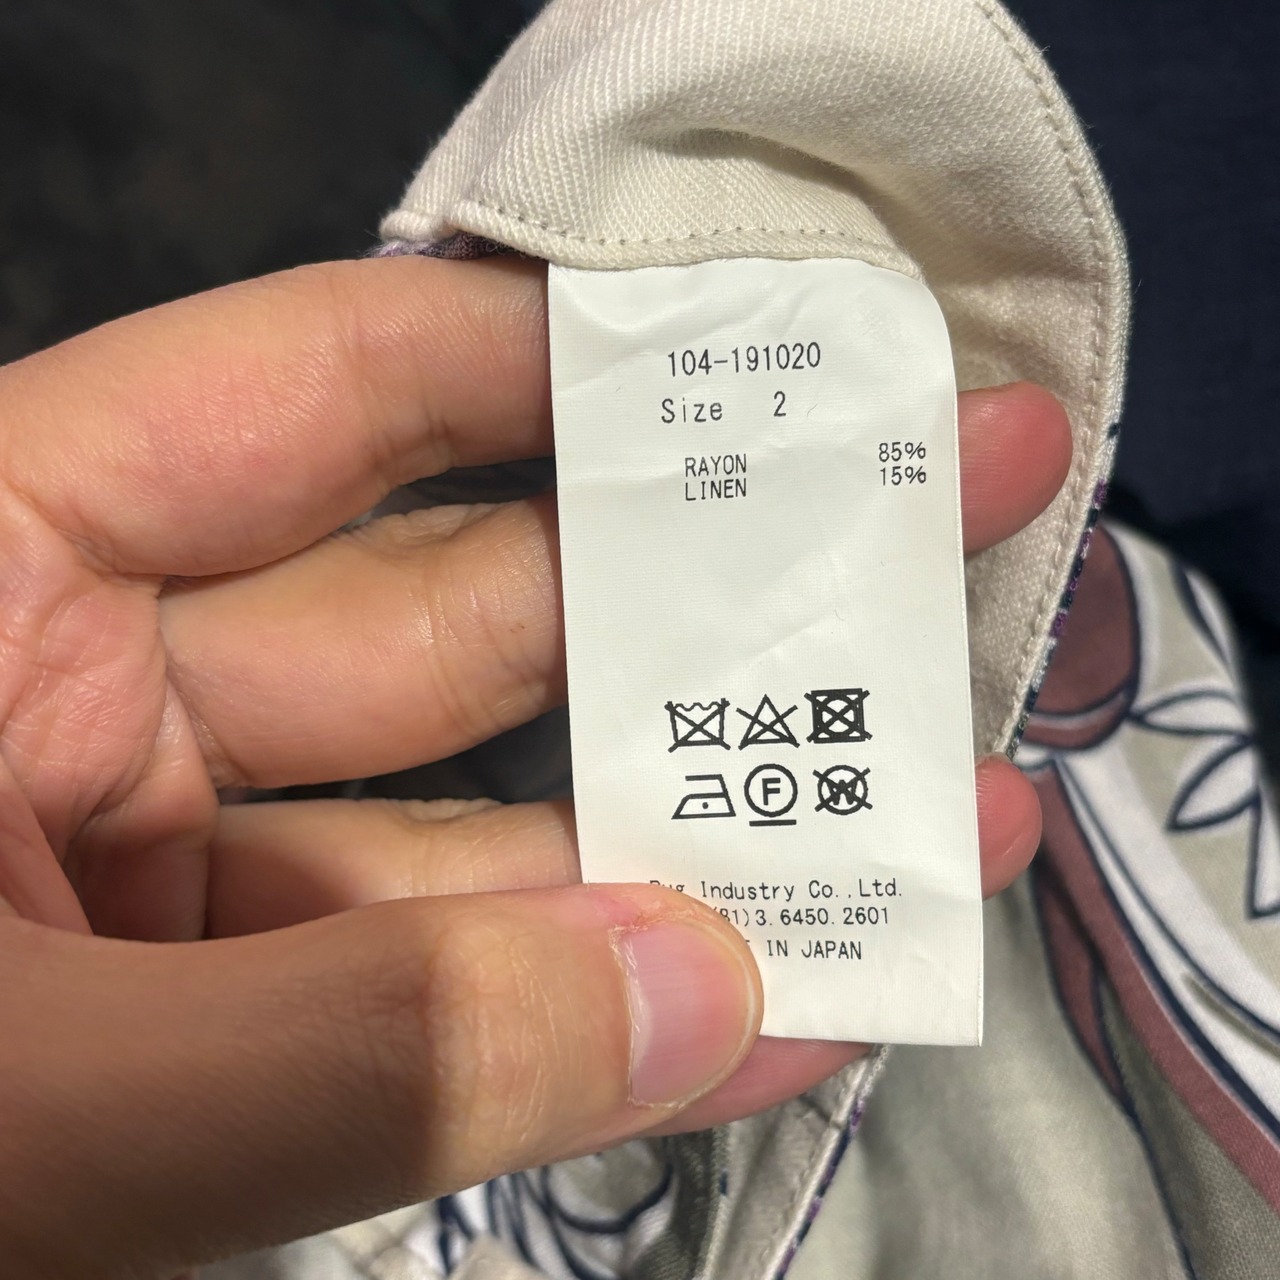 104-191020
Size 2
RAYON 85%
LINEN 15%
F
W
Industry Co.,Ltd.
81)3.6450.2601
IN JAPAN